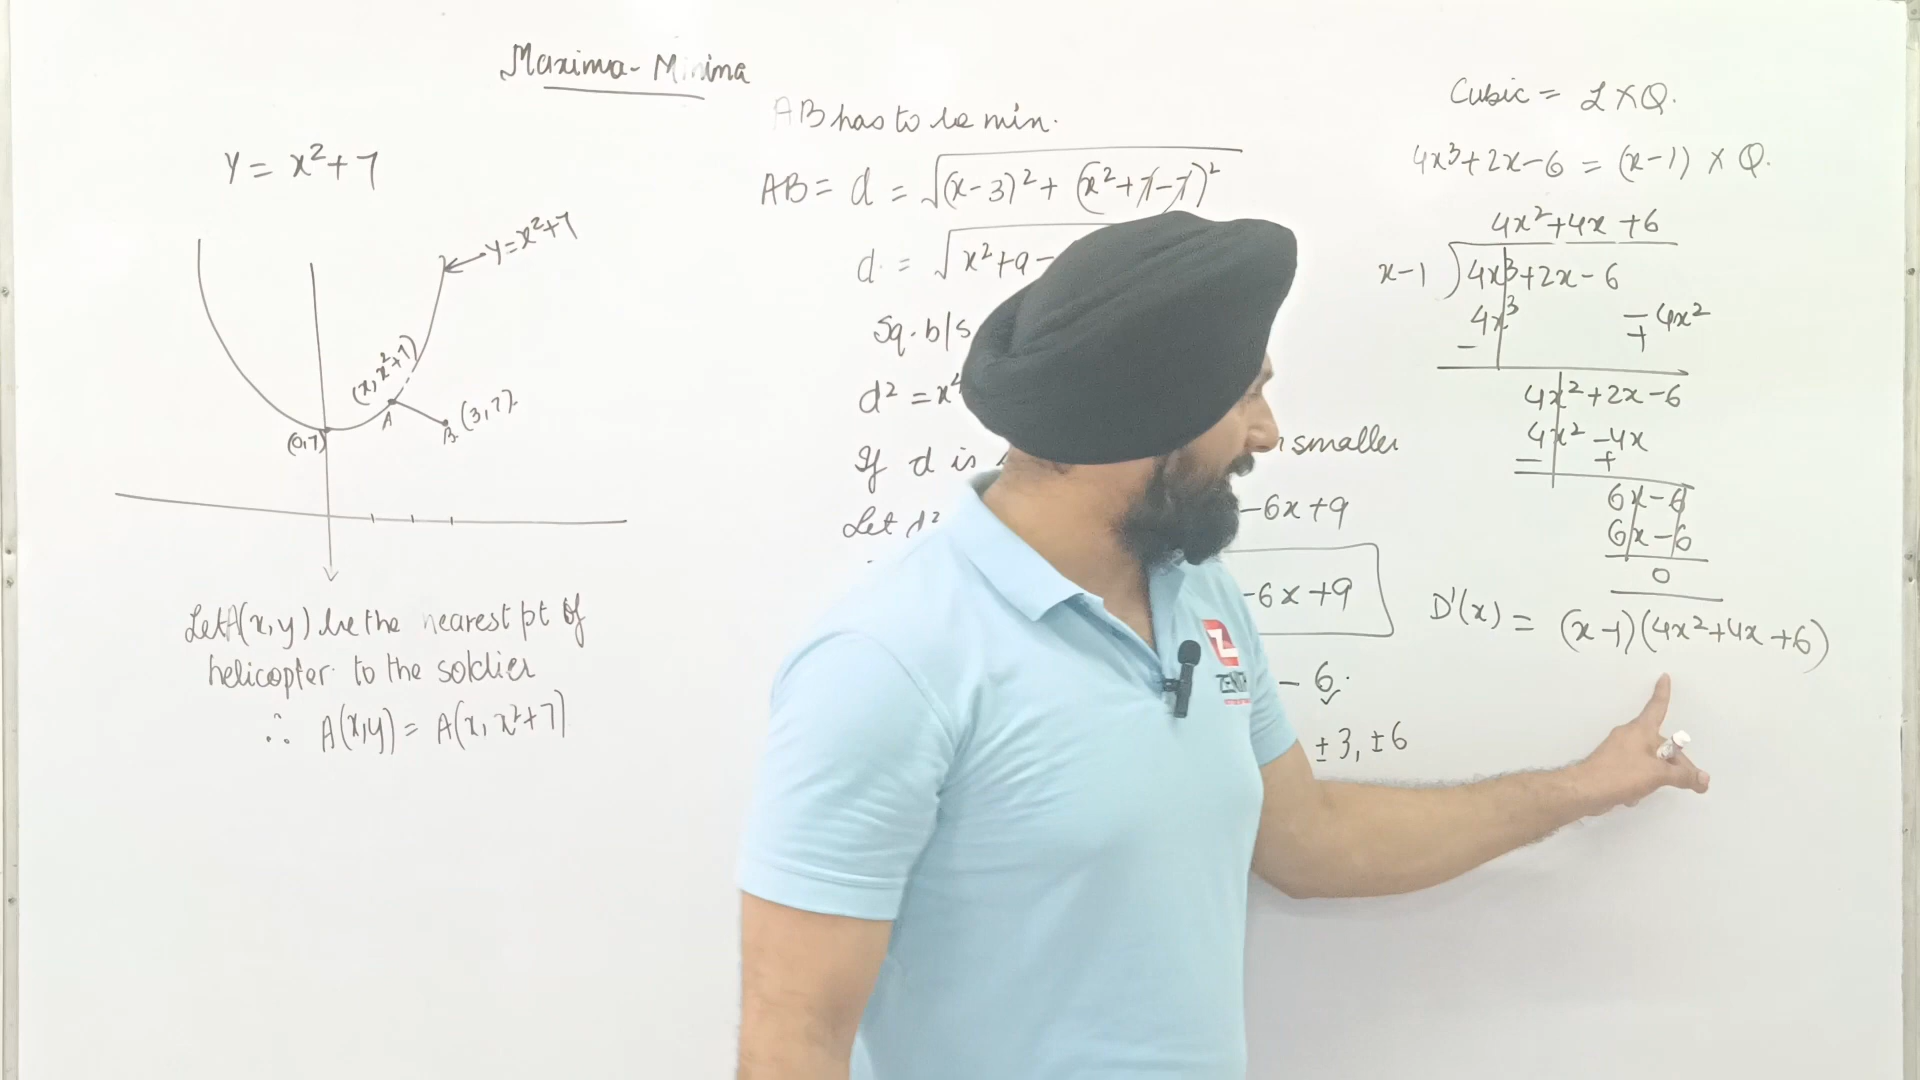 Maxima-Minima
y = x²+7
y=x²+7
(x, x²+7)
A
B (3,7)
(0,7)
Let A(x,y) be the nearest pt of
helicopter to the soldier
∴ A(x,y) = A(x, x²+7)
AB has to be min.
AB = d = √(x-3)²+(x²+7-7)²
d = √x²+9-
Sq. b/s
d² = x⁴
If d is
smaller
Let d²
-6x+9
-6x+9
- 6.
±3, ±6
Cubic = L×Q.
4x³+2x-6 = (x-1) × Q.
4x²+4x+6
x-1 ) 4x³+2x-6
4x³ -4x²
- +
4x²+2x-6
4x² -4x
- +
6x-6
6x-6
0
D'(x) = (x-1)(4x²+4x+6)
Z
ZENITH